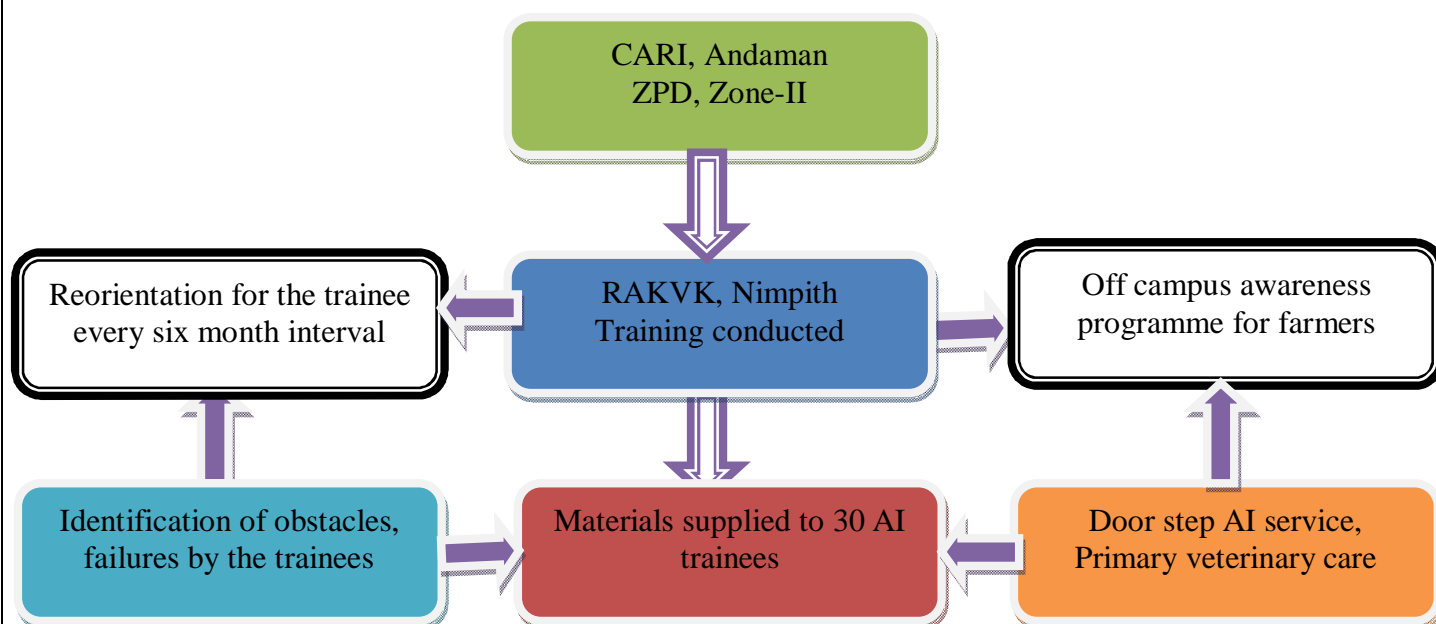 CARI, Andaman
ZPD, Zone-II
Reorientation for the trainee
every six month interval
RAKVK, Nimpith
Training conducted
Off campus awareness
programme for farmers
Identification of obstacles,
failures by the trainees
Materials supplied to 30 AI
trainees
Door step AI service,
Primary veterinary care